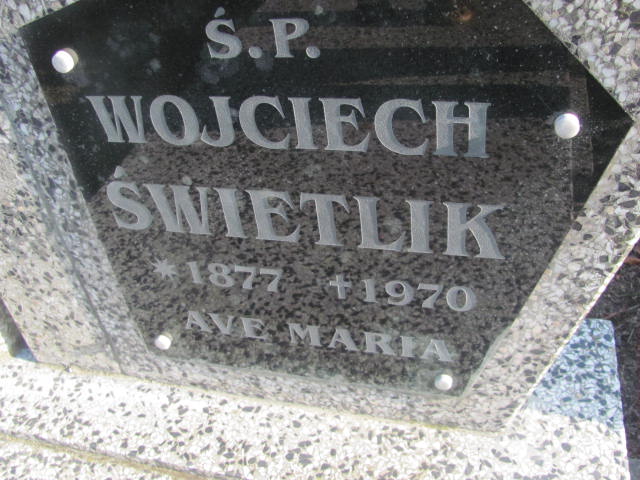 Ś.P.
WOJCIECH
ŚWIETLIK
*1877 +1970
AVE MARIA